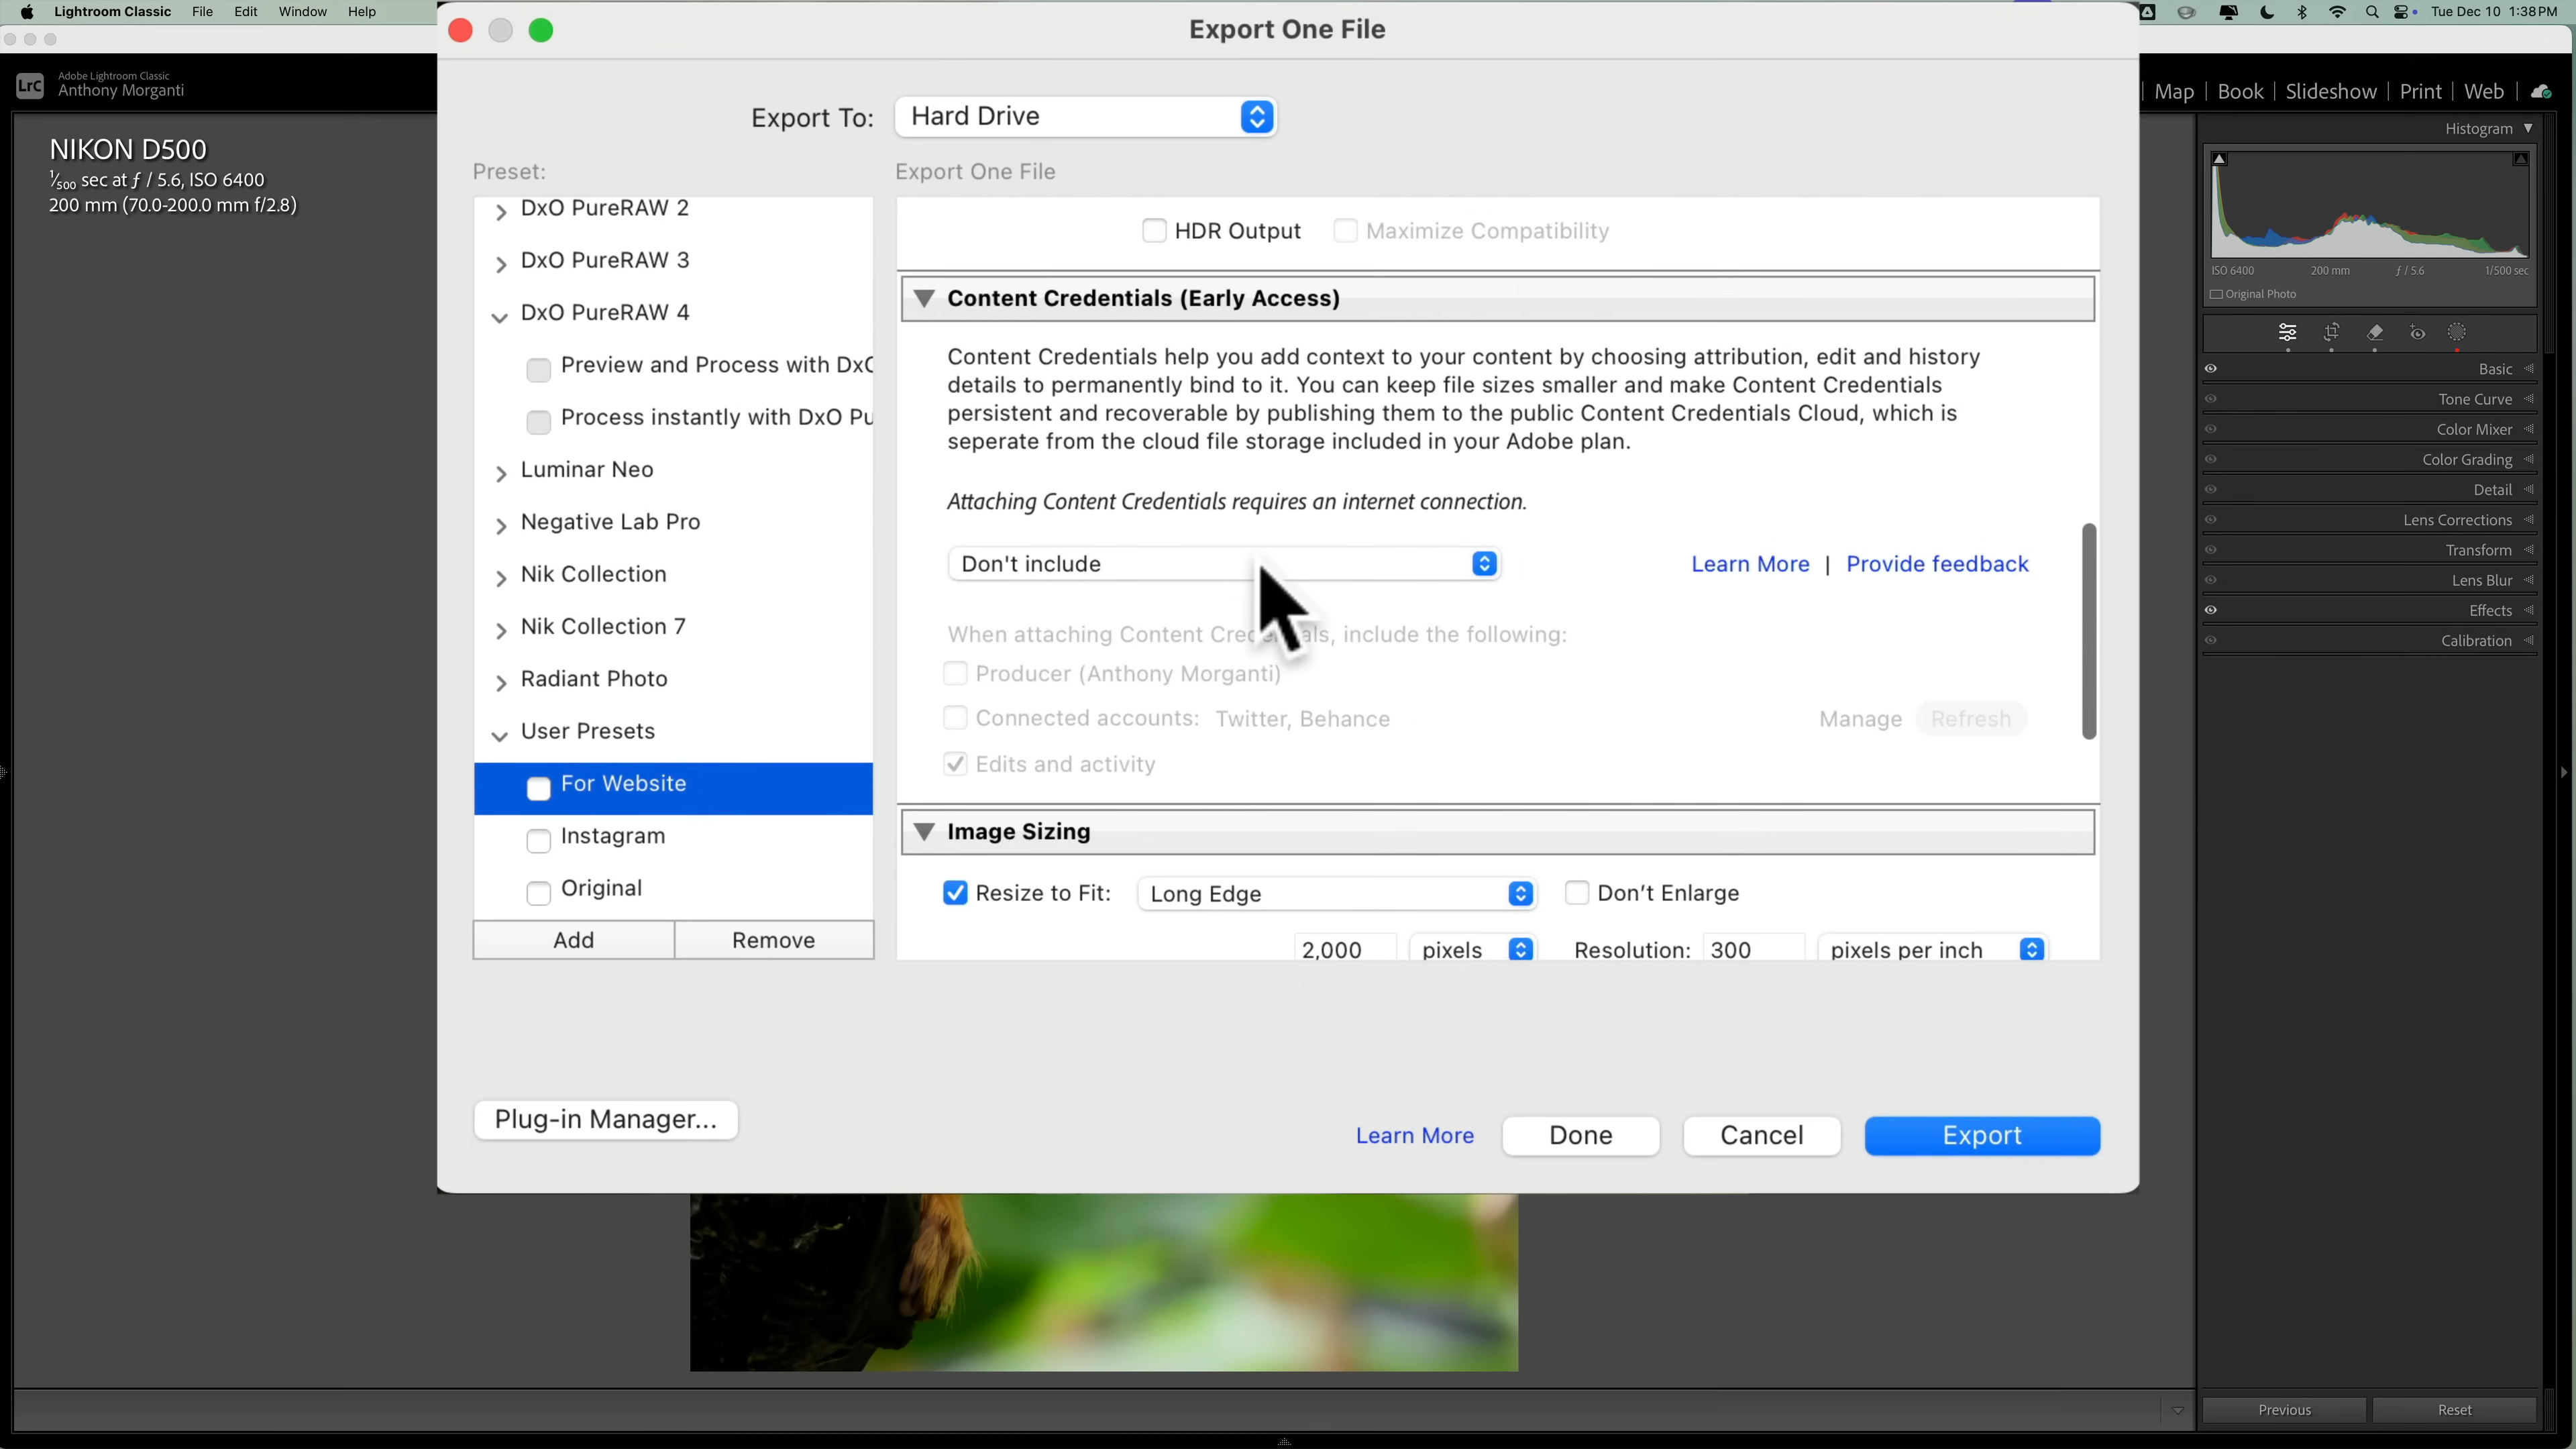 Lightroom Classic File Edit Window Help
Tue Dec 10 1:38 PM
Export One File
LrC
Adobe Lightroom Classic
Anthony Morganti
Map | Book | Slideshow | Print | Web
NIKON D500
1/500 sec at ƒ / 5.6, ISO 6400
200 mm (70.0-200.0 mm f/2.8)
Export To: Hard Drive
Preset:
Export One File
DxO PureRAW 2
DxO PureRAW 3
DxO PureRAW 4
Preview and Process with DxO
Process instantly with DxO Pu
Luminar Neo
Negative Lab Pro
Nik Collection
Nik Collection 7
Radiant Photo
User Presets
For Website
Instagram
Original
Add Remove
HDR Output Maximize Compatibility
Content Credentials (Early Access)
Content Credentials help you add context to your content by choosing attribution, edit and history
details to permanently bind to it. You can keep file sizes smaller and make Content Credentials
persistent and recoverable by publishing them to the public Content Credentials Cloud, which is
seperate from the cloud file storage included in your Adobe plan.
Attaching Content Credentials requires an internet connection.
Don't include
Learn More | Provide feedback
When attaching Content Credentials, include the following:
Producer (Anthony Morganti)
Connected accounts: Twitter, Behance Manage Refresh
Edits and activity
Image Sizing
Resize to Fit: Long Edge Don't Enlarge
2,000 pixels Resolution: 300 pixels per inch
Plug-in Manager...
Learn More Done Cancel Export
Histogram
ISO 6400 200 mm ƒ / 5.6 1/500 sec
Original Photo
Basic
Tone Curve
Color Mixer
Color Grading
Detail
Lens Corrections
Transform
Lens Blur
Effects
Calibration
Previous Reset